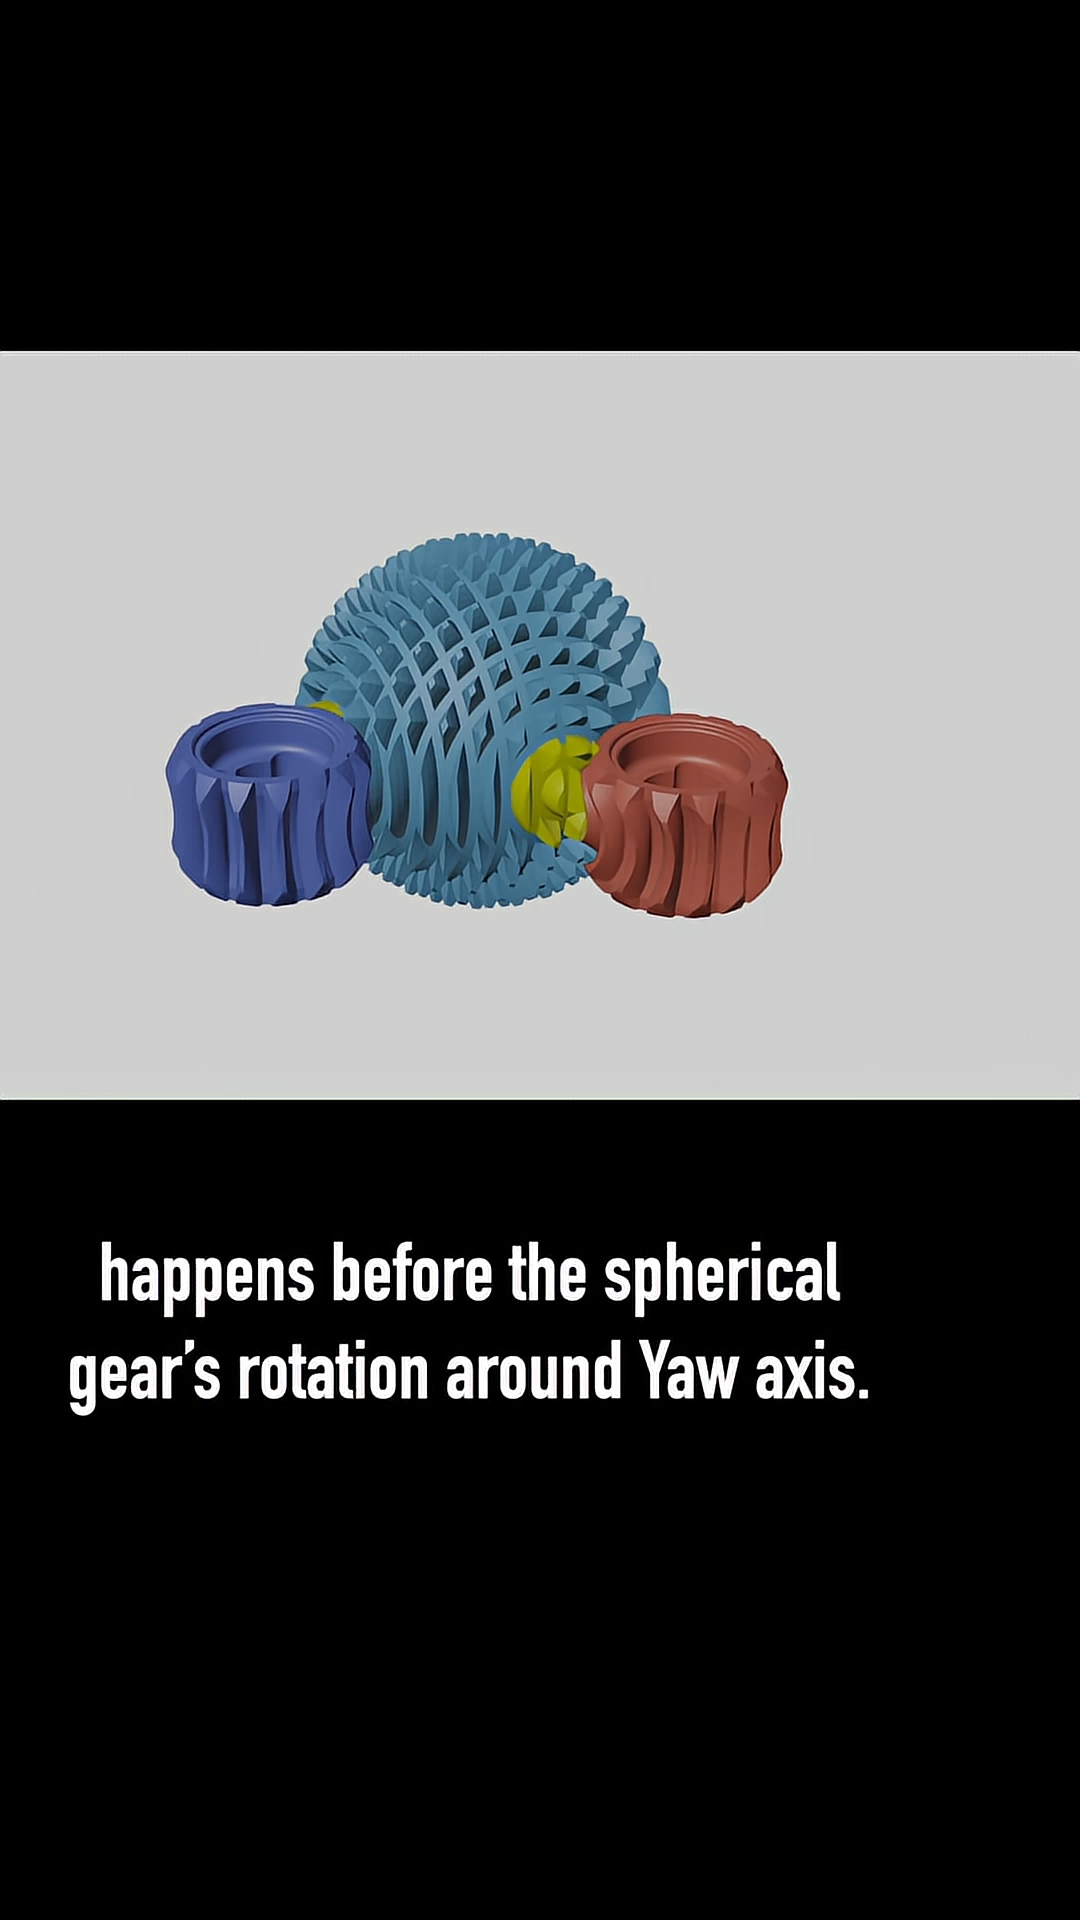 happens before the spherical
gear’s rotation around Yaw axis.